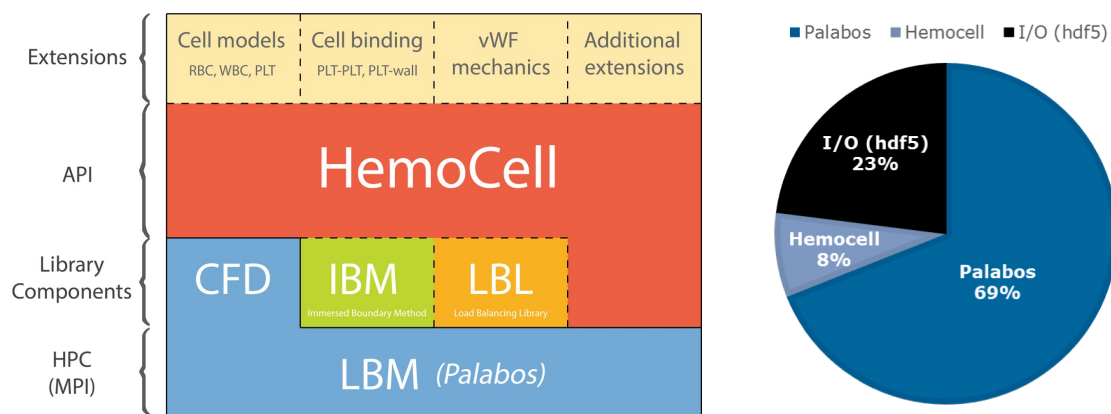 Extensions
Cell models
RBC, WBC, PLT
Cell binding
PLT-PLT, PLT-wall
vWF
mechanics
Additional
extensions
API
HemoCell
Library
Components
CFD
IBM
Immersed Boundary Method
LBL
Load Balancing Library
HPC
(MPI)
LBM (Palabos)
Palabos Hemocell I/O (hdf5)
I/O (hdf5)
23%
Hemocell
8%
Palabos
69%